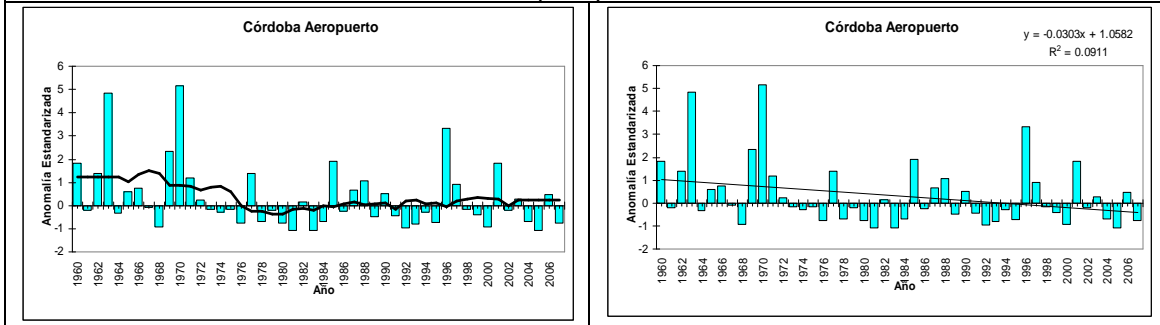 Córdoba Aeropuerto
6
5
4
3
2
1
0
-1
-2
Anomalía Estandarizada
1960 1962 1964 1966 1968 1970 1972 1974 1976 1978 1980 1982 1984 1986 1988 1990 1992 1994 1996 1998 2000 2002 2004 2006
Año
Córdoba Aeropuerto
y = -0.0303x + 1.0582
R² = 0.0911
6
5
4
3
2
1
0
-1
-2
Anomalía Estandarizada
1960 1962 1964 1966 1968 1970 1972 1974 1976 1978 1980 1982 1984 1986 1988 1990 1992 1994 1996 1998 2000 2002 2004 2006
Año